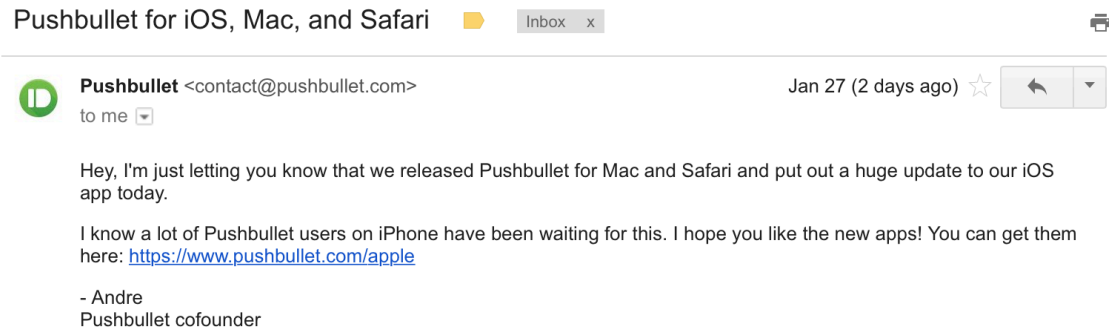 Pushbullet for iOS, Mac, and Safari
Inbox x
Pushbullet <contact@pushbullet.com>
Jan 27 (2 days ago)
to me
Hey, I'm just letting you know that we released Pushbullet for Mac and Safari and put out a huge update to our iOS
app today.
I know a lot of Pushbullet users on iPhone have been waiting for this. I hope you like the new apps! You can get them
here: https://www.pushbullet.com/apple
- Andre
Pushbullet cofounder